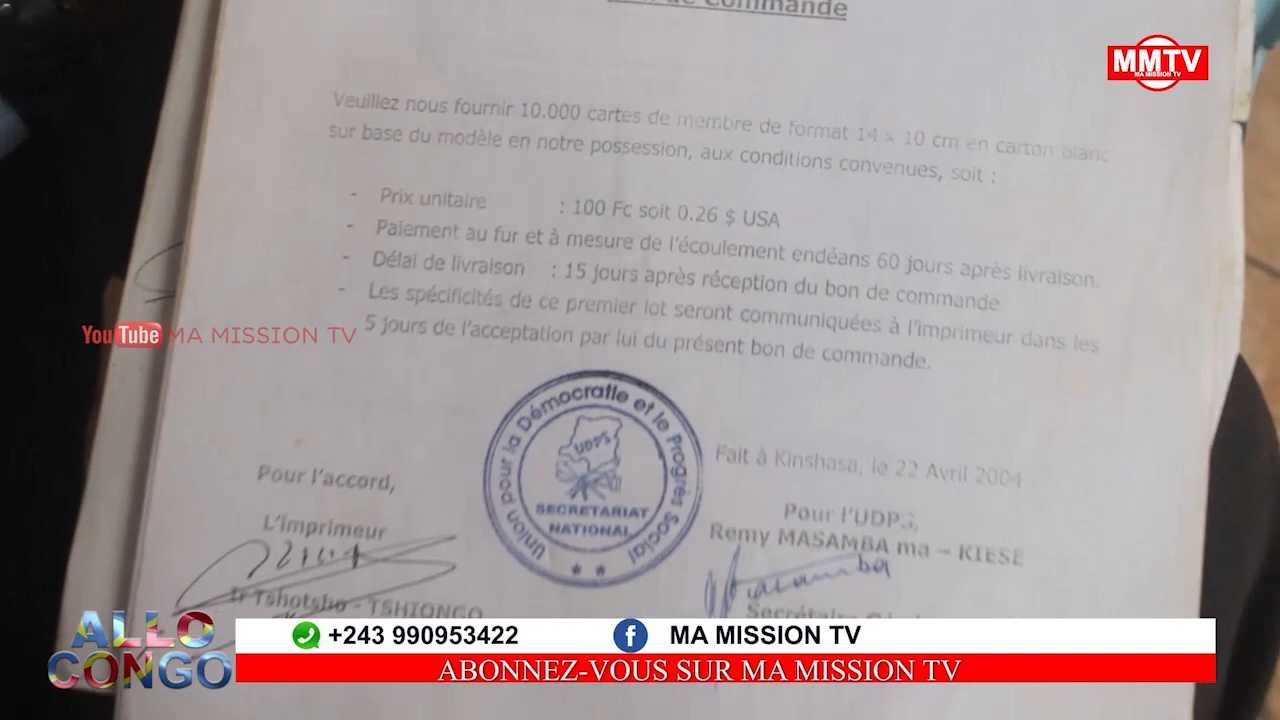 de Commande
MMTV
MA MISSION TV
Veuillez nous fournir 10.000 cartes de membre de format 14 x 10 cm en carton blanc
sur base du modèle en notre possession, aux conditions convenues, soit :
- Prix unitaire : 100 Fc soit 0.26 $ USA
- Paiement au fur et à mesure de l'écoulement endéans 60 jours après livraison.
- Délai de livraison : 15 jours après réception du bon de commande
- Les spécificités de ce premier lot seront communiquées à l'imprimeur dans les
5 jours de l'acceptation par lui du présent bon de commande.
YouTube MA MISSION TV
Union pour la Démocratie et le Progrès Social
UDPS
SECRETARIAT
NATIONAL
Fait à Kinshasa, le 22 Avril 2004
Pour l'accord,
L'imprimeur
Pour l'UDPS,
Remy MASAMBA ma – KIESE
Ir Tshotsho - TSHIONGO
Secrétaire
ALLO
CONGO
+243 990953422
MA MISSION TV
ABONNEZ-VOUS SUR MA MISSION TV